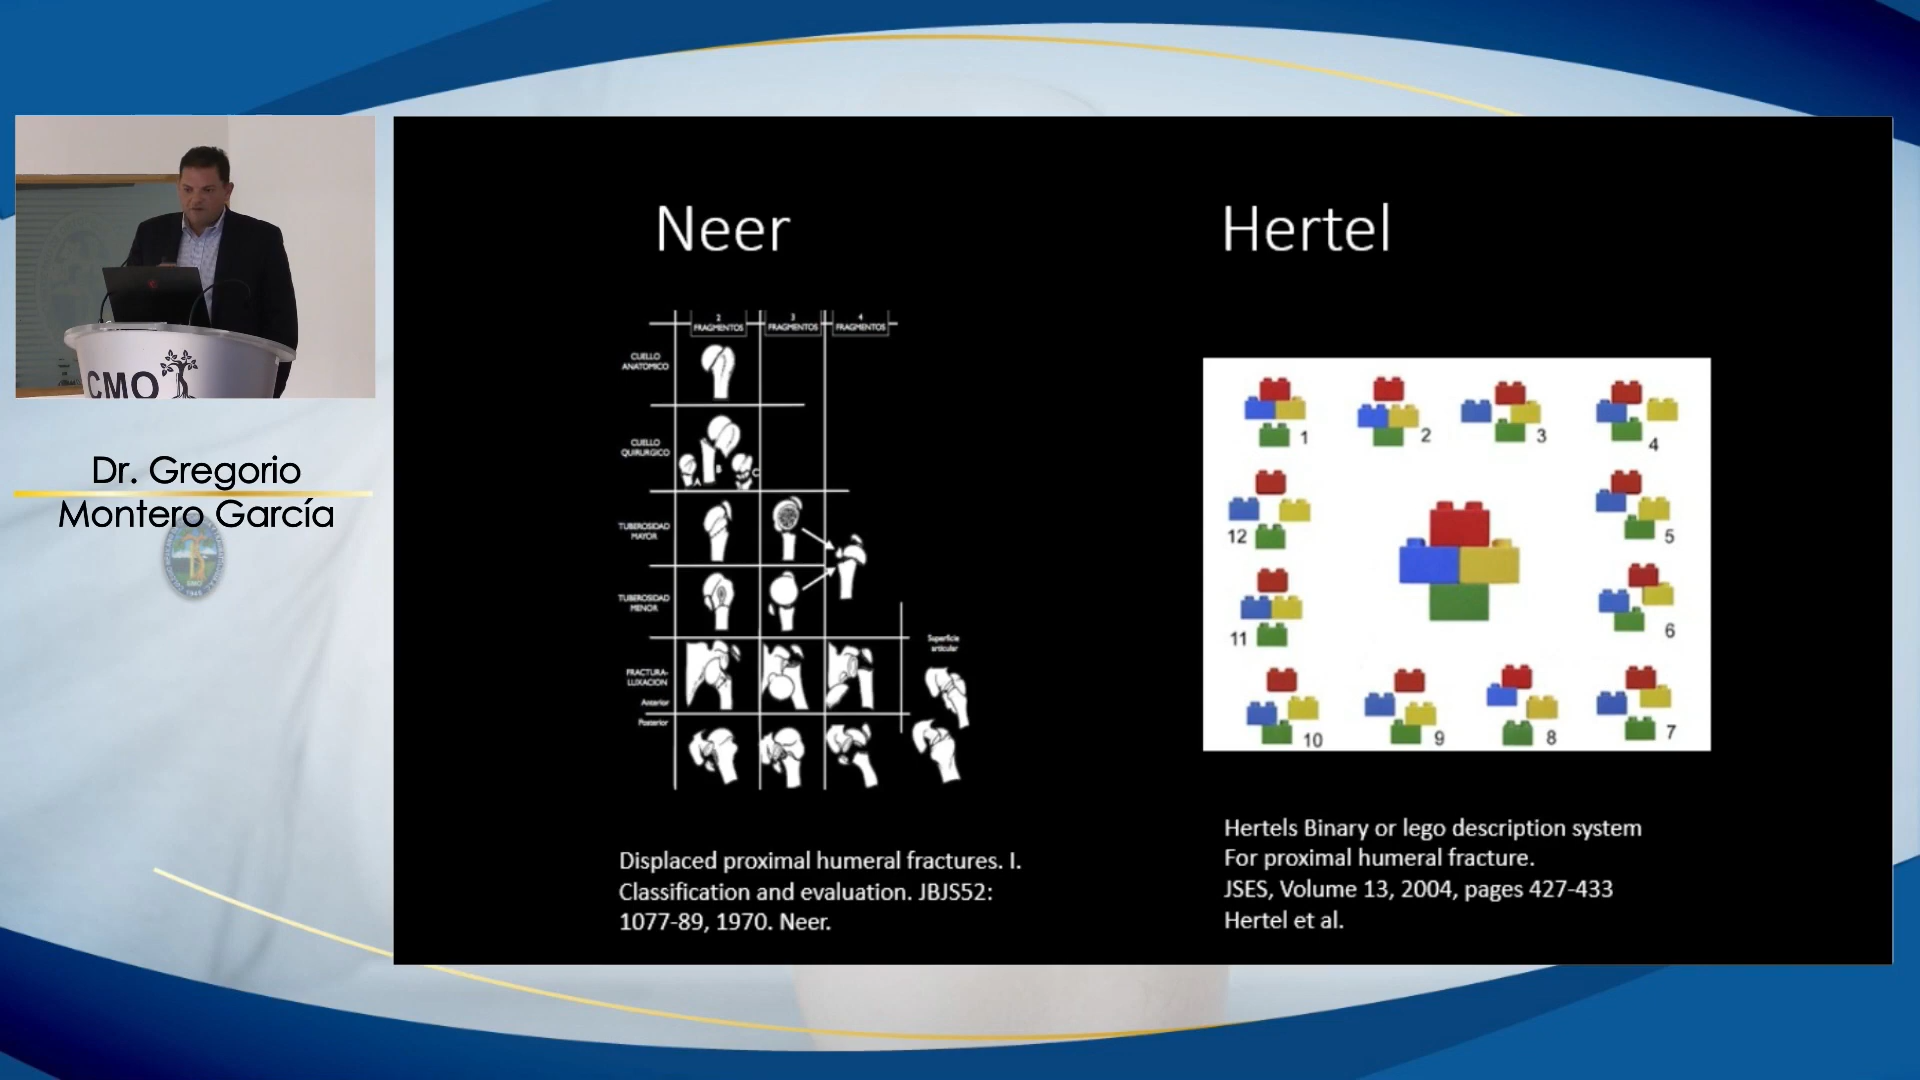 CMO
Dr. Gregorio
Montero García
Neer
2
FRAGMENTOS
3
FRAGMENTOS
4
FRAGMENTOS
CUELLO
ANATOMICO
CUELLO
QUIRURGICO
A
B
C
TUBEROSIDAD
MAYOR
TUBEROSIDAD
MENOR
FRACTURA-
LUXACION
Anterior
Posterior
Superficie
articular
Displaced proximal humeral fractures. I.
Classification and evaluation. JBJS52:
1077-89, 1970. Neer.
Hertel
1
2
3
4
12
5
11
6
10
9
8
7
Hertels Binary or lego description system
For proximal humeral fracture.
JSES, Volume 13, 2004, pages 427-433
Hertel et al.